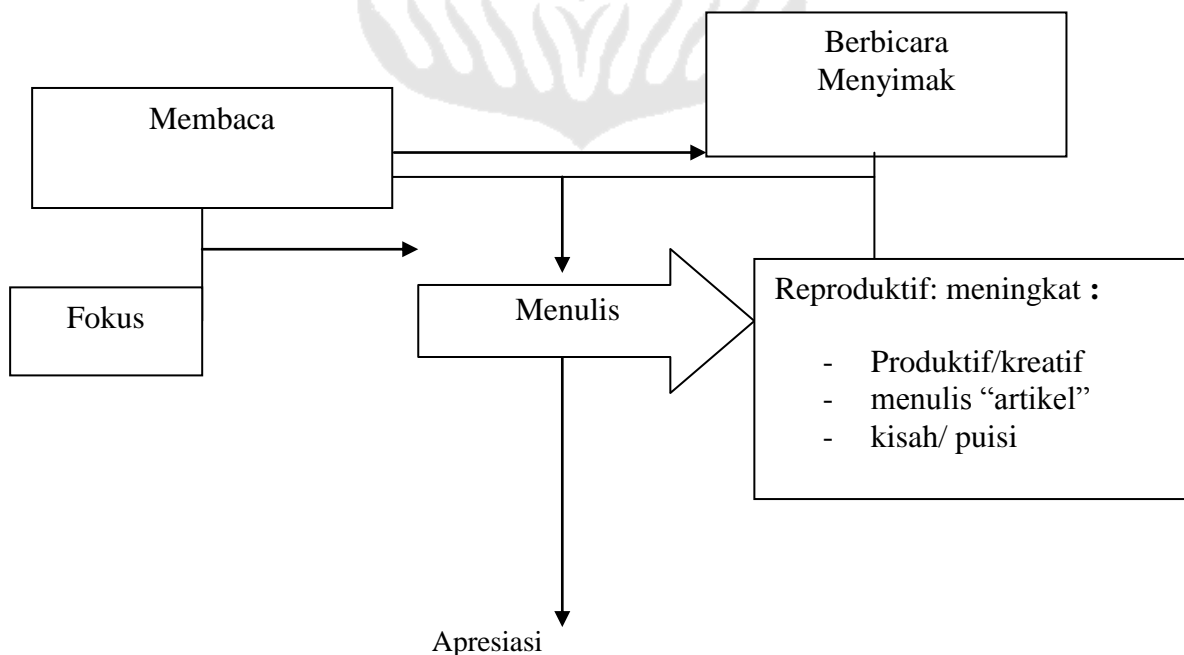 Berbicara
Menyimak
Membaca
Fokus
Menulis
Reproduktif: meningkat :
- Produktif/kreatif
- menulis “artikel”
- kisah/ puisi
Apresiasi